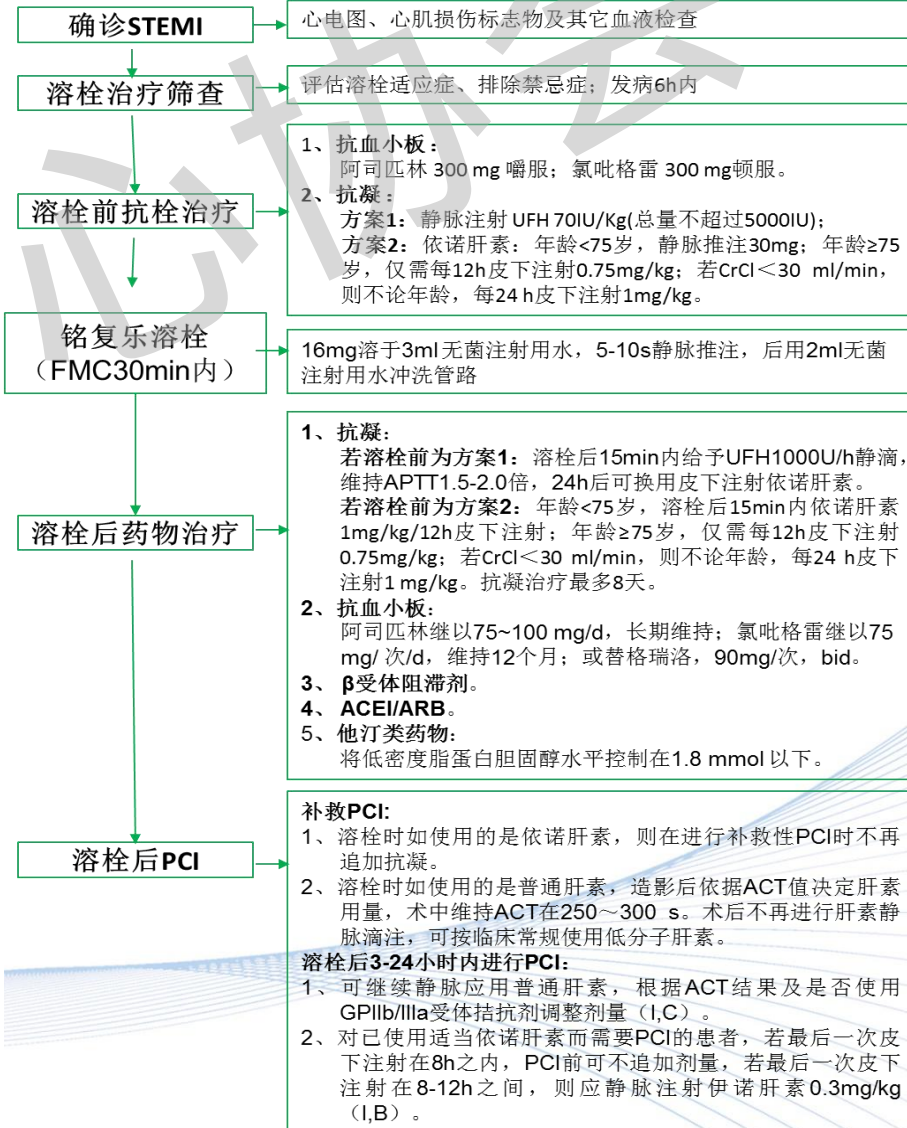 确诊STEMI
心电图、心肌损伤标志物及其它血液检查
溶栓治疗筛查
评估溶栓适应症、排除禁忌症；发病6h内
溶栓前抗栓治疗
1、抗血小板：
阿司匹林 300 mg 嚼服；氯吡格雷 300 mg顿服。
2、抗凝：
方案1：静脉注射 UFH 70IU/Kg(总量不超过5000IU)；
方案2：依诺肝素：年龄<75岁，静脉推注30mg；年龄≥75
岁，仅需每12h皮下注射0.75mg/kg；若CrCl＜30 ml/min，
则不论年龄，每24 h皮下注射1mg/kg。
铭复乐溶栓
（FMC30min内）
16mg溶于3ml 无菌注射用水，5-10s静脉推注，后用2ml无菌
注射用水冲洗管路
溶栓后药物治疗
1、抗凝：
若溶栓前为方案1：溶栓后15min内给予UFH1000U/h静滴，
维持APTT1.5-2.0倍，24h后可换用皮下注射依诺肝素。
若溶栓前为方案2：年龄<75岁，溶栓后15min内依诺肝素
1mg/kg/12h皮下注射；年龄≥75岁，仅需每12h皮下注射
0.75mg/kg；若CrCl＜30 ml/min，则不论年龄，每24 h皮下
注射1 mg/kg。抗凝治疗最多8天。
2、抗血小板：
阿司匹林继以75~100 mg/d，长期维持；氯吡格雷继以75
mg/ 次/d，维持12个月；或替格瑞洛，90mg/次，bid。
3、 β受体阻滞剂。
4、 ACEI/ARB。
5、他汀类药物：
将低密度脂蛋白胆固醇水平控制在1.8 mmol 以下。
溶栓后PCI
补救PCI:
1、溶栓时如使用的是依诺肝素，则在进行补救性PCI时不再
追加抗凝。
2、溶栓时如使用的是普通肝素，造影后依据ACT值决定肝素
用量，术中维持ACT在250～300 s。术后不再进行肝素静
脉滴注，可按临床常规使用低分子肝素。
溶栓后3-24小时内进行PCI：
1、可继续静脉应用普通肝素，根据ACT结果及是否使用
GPIIb/IIIa受体拮抗剂调整剂量（I,C）。
2、对已使用适当依诺肝素而需要PCI的患者，若最后一次皮
下注射在8h之内，PCI前可不追加剂量，若最后一次皮下
注射在8-12h之间，则应静脉注射伊诺肝素0.3mg/kg
（I,B）。
心协会